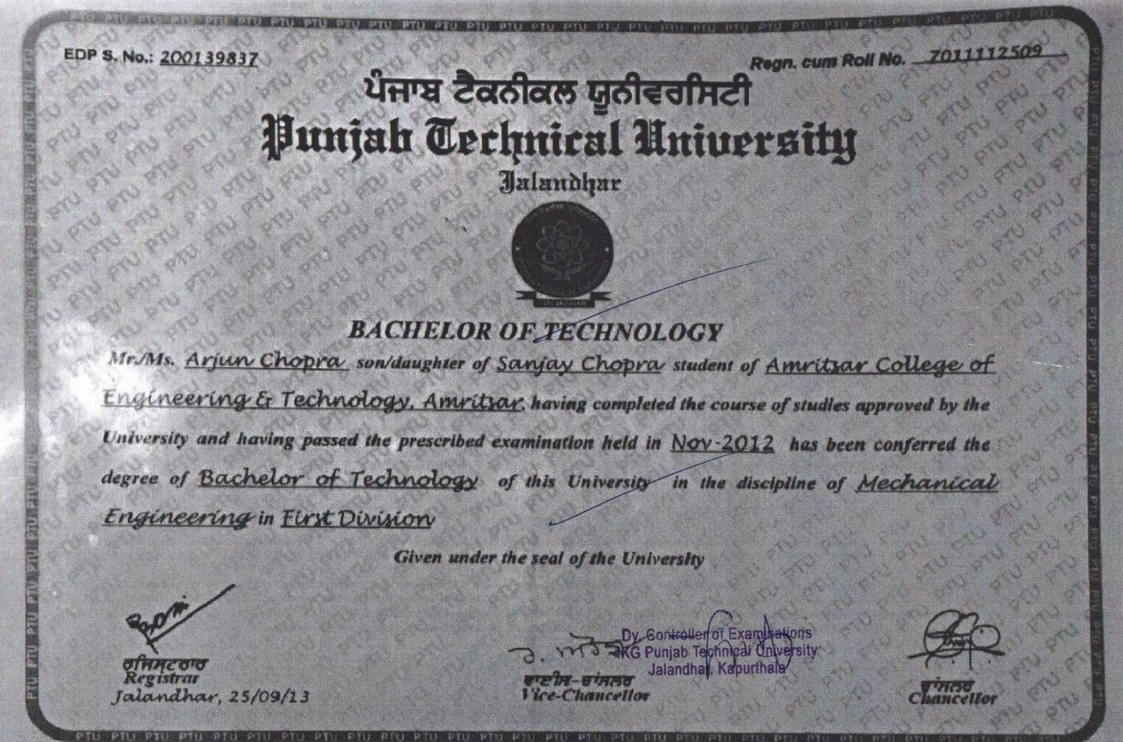 EDP S. No.: 200139837
Regn. cum Roll No. 7011112509
ਪੰਜਾਬ ਟੈਕਨੀਕਲ ਯੂਨੀਵਰਸਿਟੀ
Punjab Technical University
Jalandhar
BACHELOR OF TECHNOLOGY
Mr./Ms. Arjun Chopra son/daughter of Sanjay Chopra student of Amritsar College of
Engineering & Technology, Amritsar, having completed the course of studies approved by the
University and having passed the prescribed examination held in Nov-2012 has been conferred the
degree of Bachelor of Technology of this University in the discipline of Mechanical
Engineering in First Division
Given under the seal of the University
Dy. Controller of Examinations
IKG Punjab Technical University
Jalandhar, Kapurthala
ਰਜਿਸਟਰਾਰ
Registrar
Jalandhar, 25/09/13
ਵਾਈਸ-ਚਾਂਸਲਰ
Vice-Chancellor
ਚਾਂਸਲਰ
Chancellor